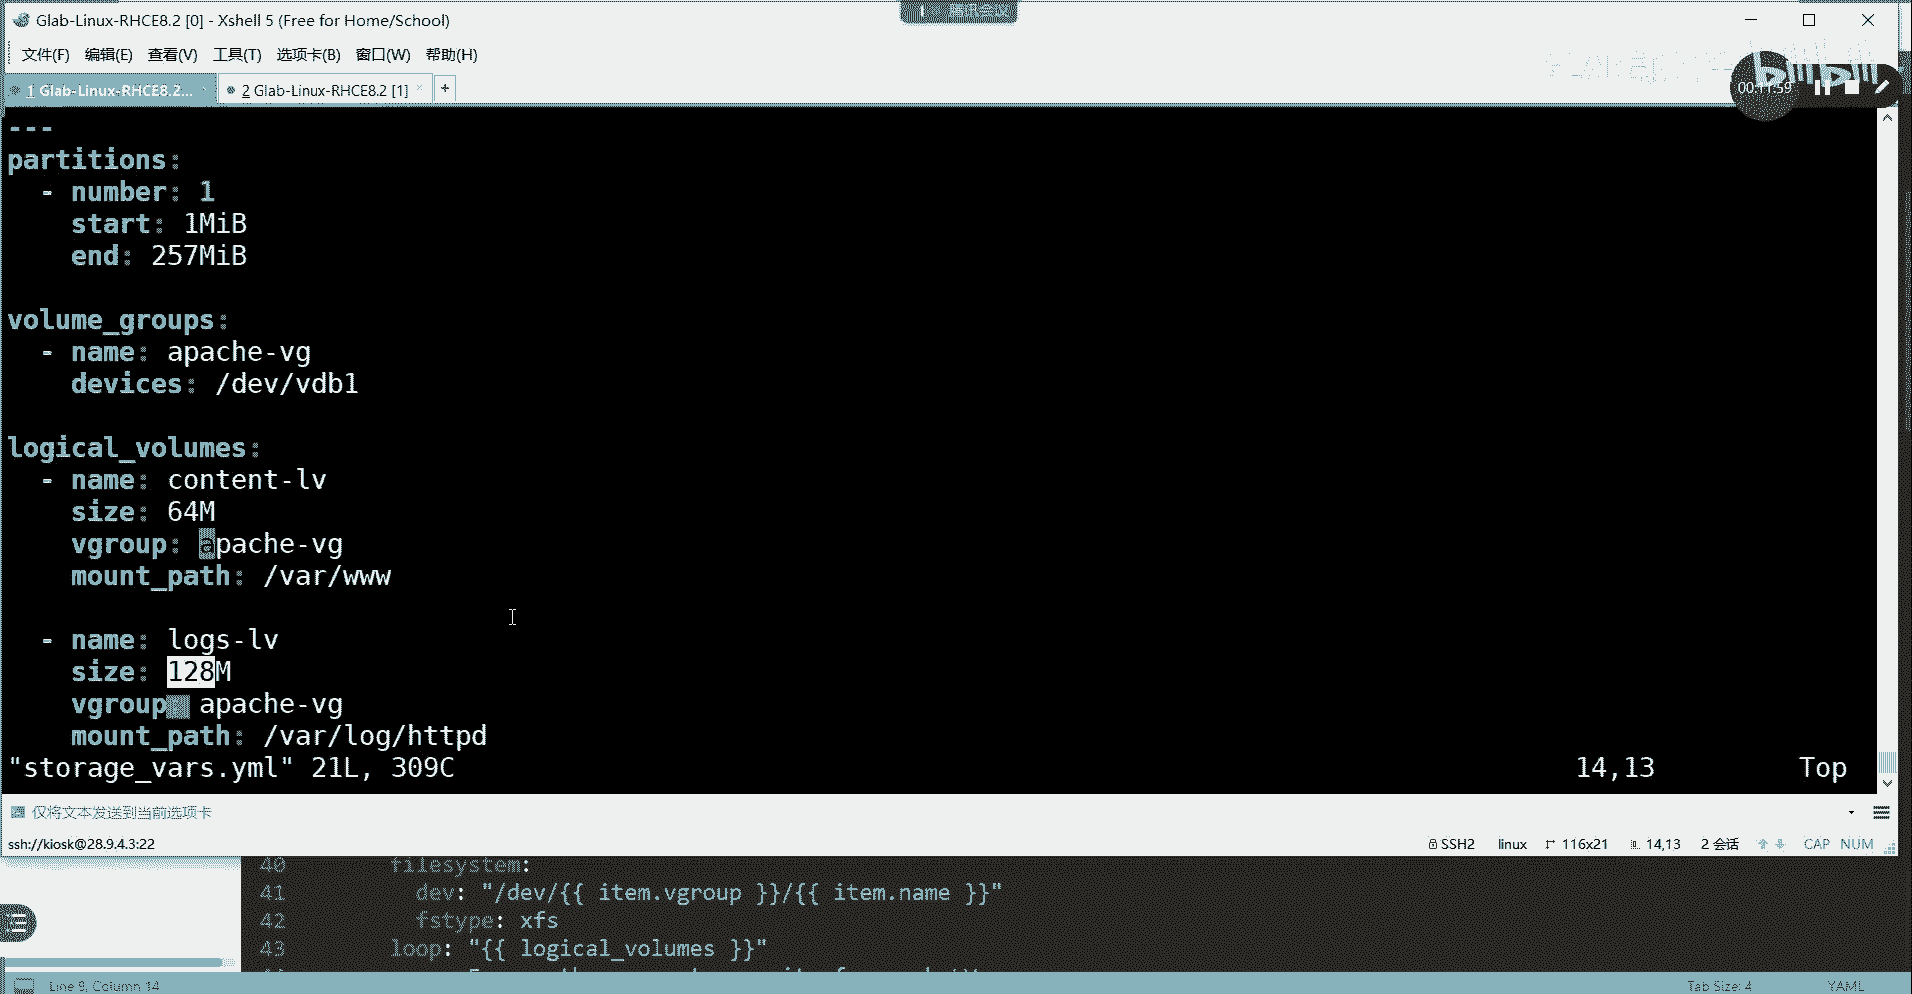 Glab-Linux-RHCE8.2 [0] - Xshell 5 (Free for Home/School)
腾讯会议
文件(F) 编辑(E) 查看(V) 工具(T) 选项卡(B) 窗口(W) 帮助(H)
1 Glab-Linux-RHCE8.2...
2 Glab-Linux-RHCE8.2 [1]
+
00:11:59
---
partitions:
  - number: 1
    start: 1MiB
    end: 257MiB
volume_groups:
  - name: apache-vg
    devices: /dev/vdb1
logical_volumes:
  - name: content-lv
    size: 64M
    vgroup: apache-vg
    mount_path: /var/www
  - name: logs-lv
    size: 128M
    vgroup: apache-vg
    mount_path: /var/log/httpd
"storage_vars.yml" 21L, 309C 14,13 Top
仅将文本发送到当前选项卡
ssh://kiosk@28.9.4.3:22 SSH2 linux 116x21 14,13 2 会话 CAP NUM
40 filesystem:
41 dev: "/dev/{{ item.vgroup }}/{{ item.name }}"
42 fstype: xfs
43 loop: "{{ logical_volumes }}"
Line 9, Column 14 Tab Size: 4 YAML